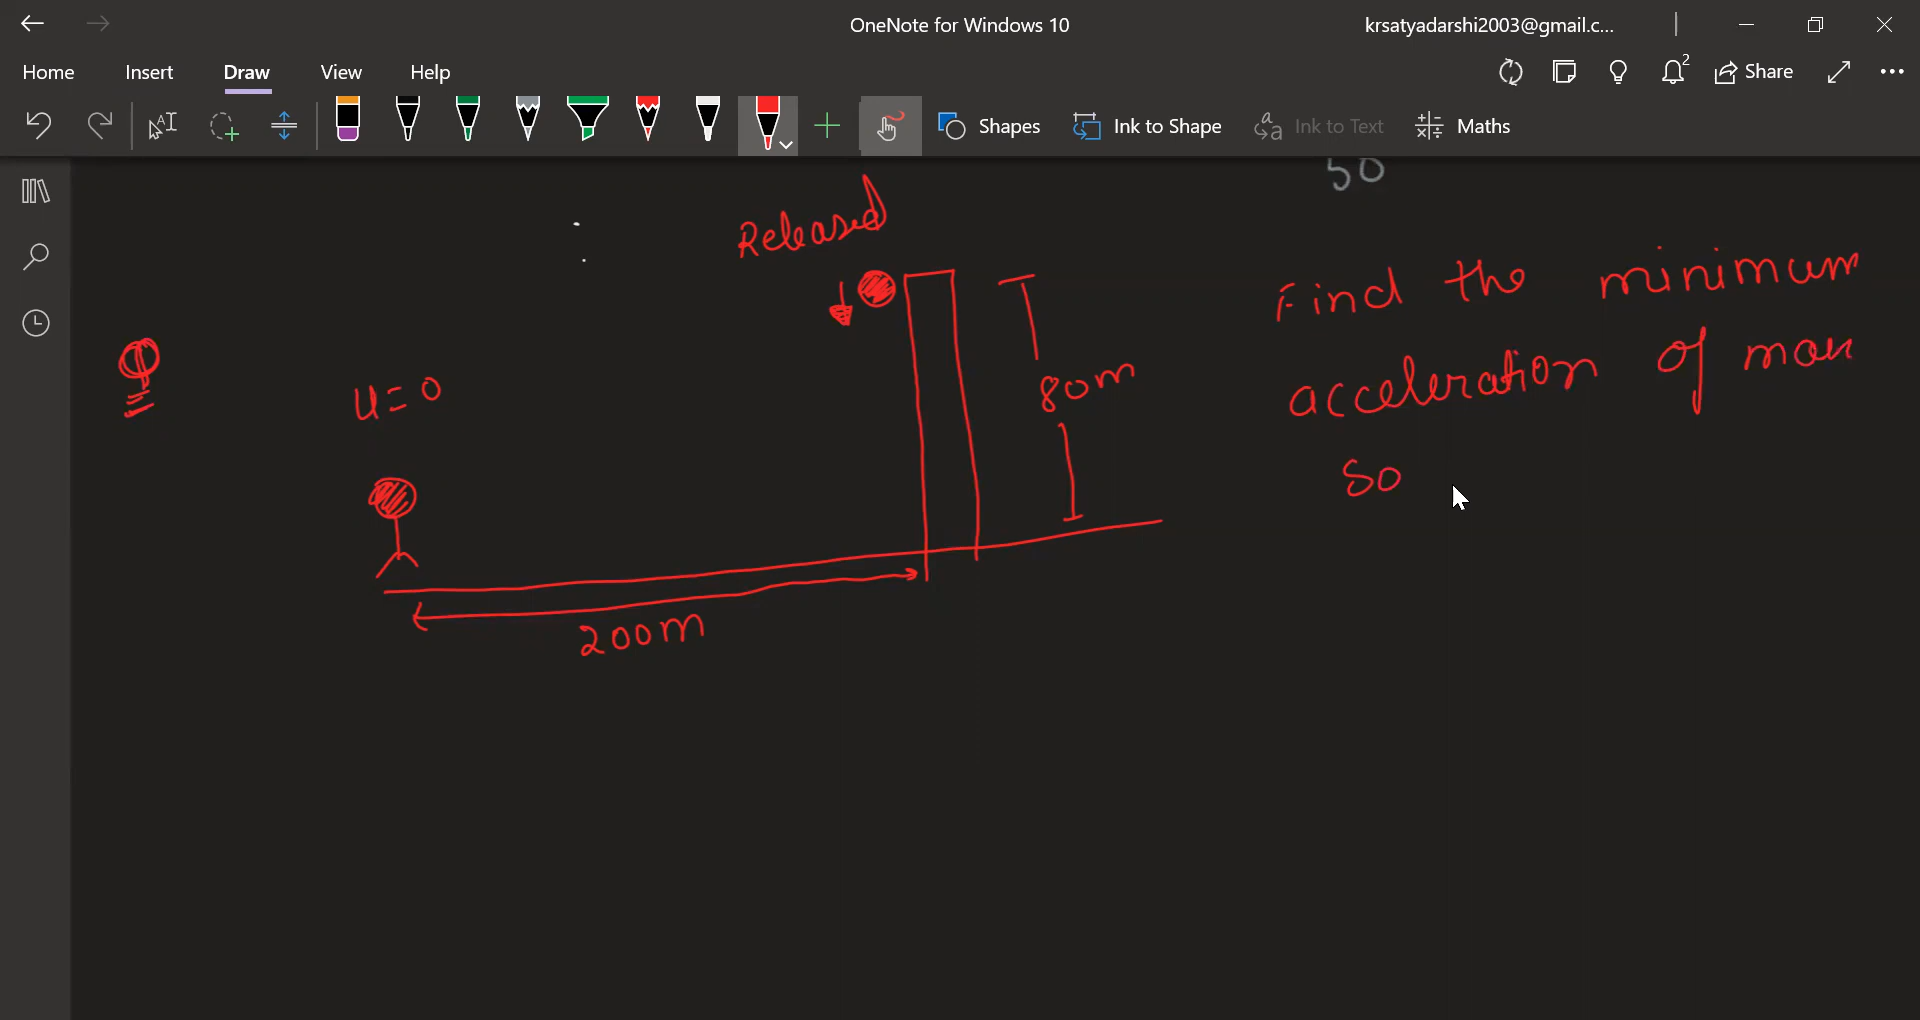 OneNote for Windows 10
krsatyadarshi2003@gmail.c...
Home Insert Draw View Help
2
Share
Shapes
Ink to Shape
Ink to Text
Maths
50
Released
Find the minimum
acceleration of man
So
80m
u=0
200m